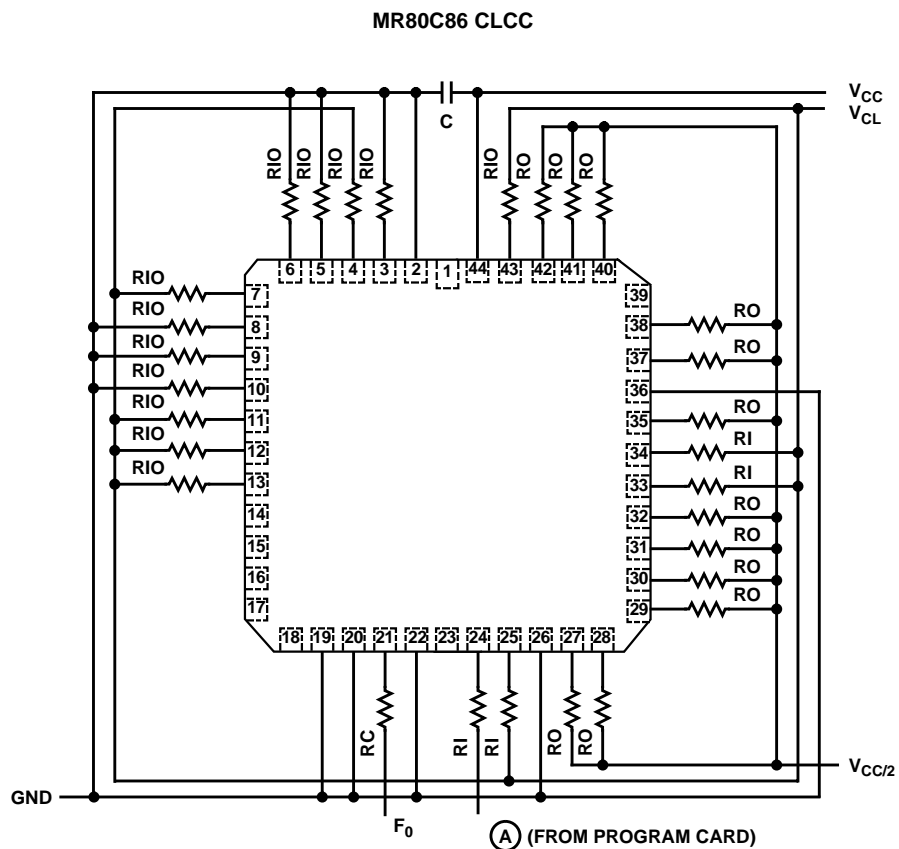 MR80C86 CLCC
V_CC
V_CL
C
RIO
RIO
RIO
RIO
RIO
RO
RO
RO
6
5
4
3
2
1
44
43
42
41
40
RIO
7
RIO
8
RIO
9
RIO
10
RIO
11
RIO
12
RIO
13
14
15
16
17
39
38
RO
37
RO
36
35
RO
34
RI
33
RI
32
RO
31
RO
30
RO
29
RO
18
19
20
21
22
23
24
25
26
27
28
RC
RI
RI
RO
RO
V_CC/2
GND
F_0
A (FROM PROGRAM CARD)